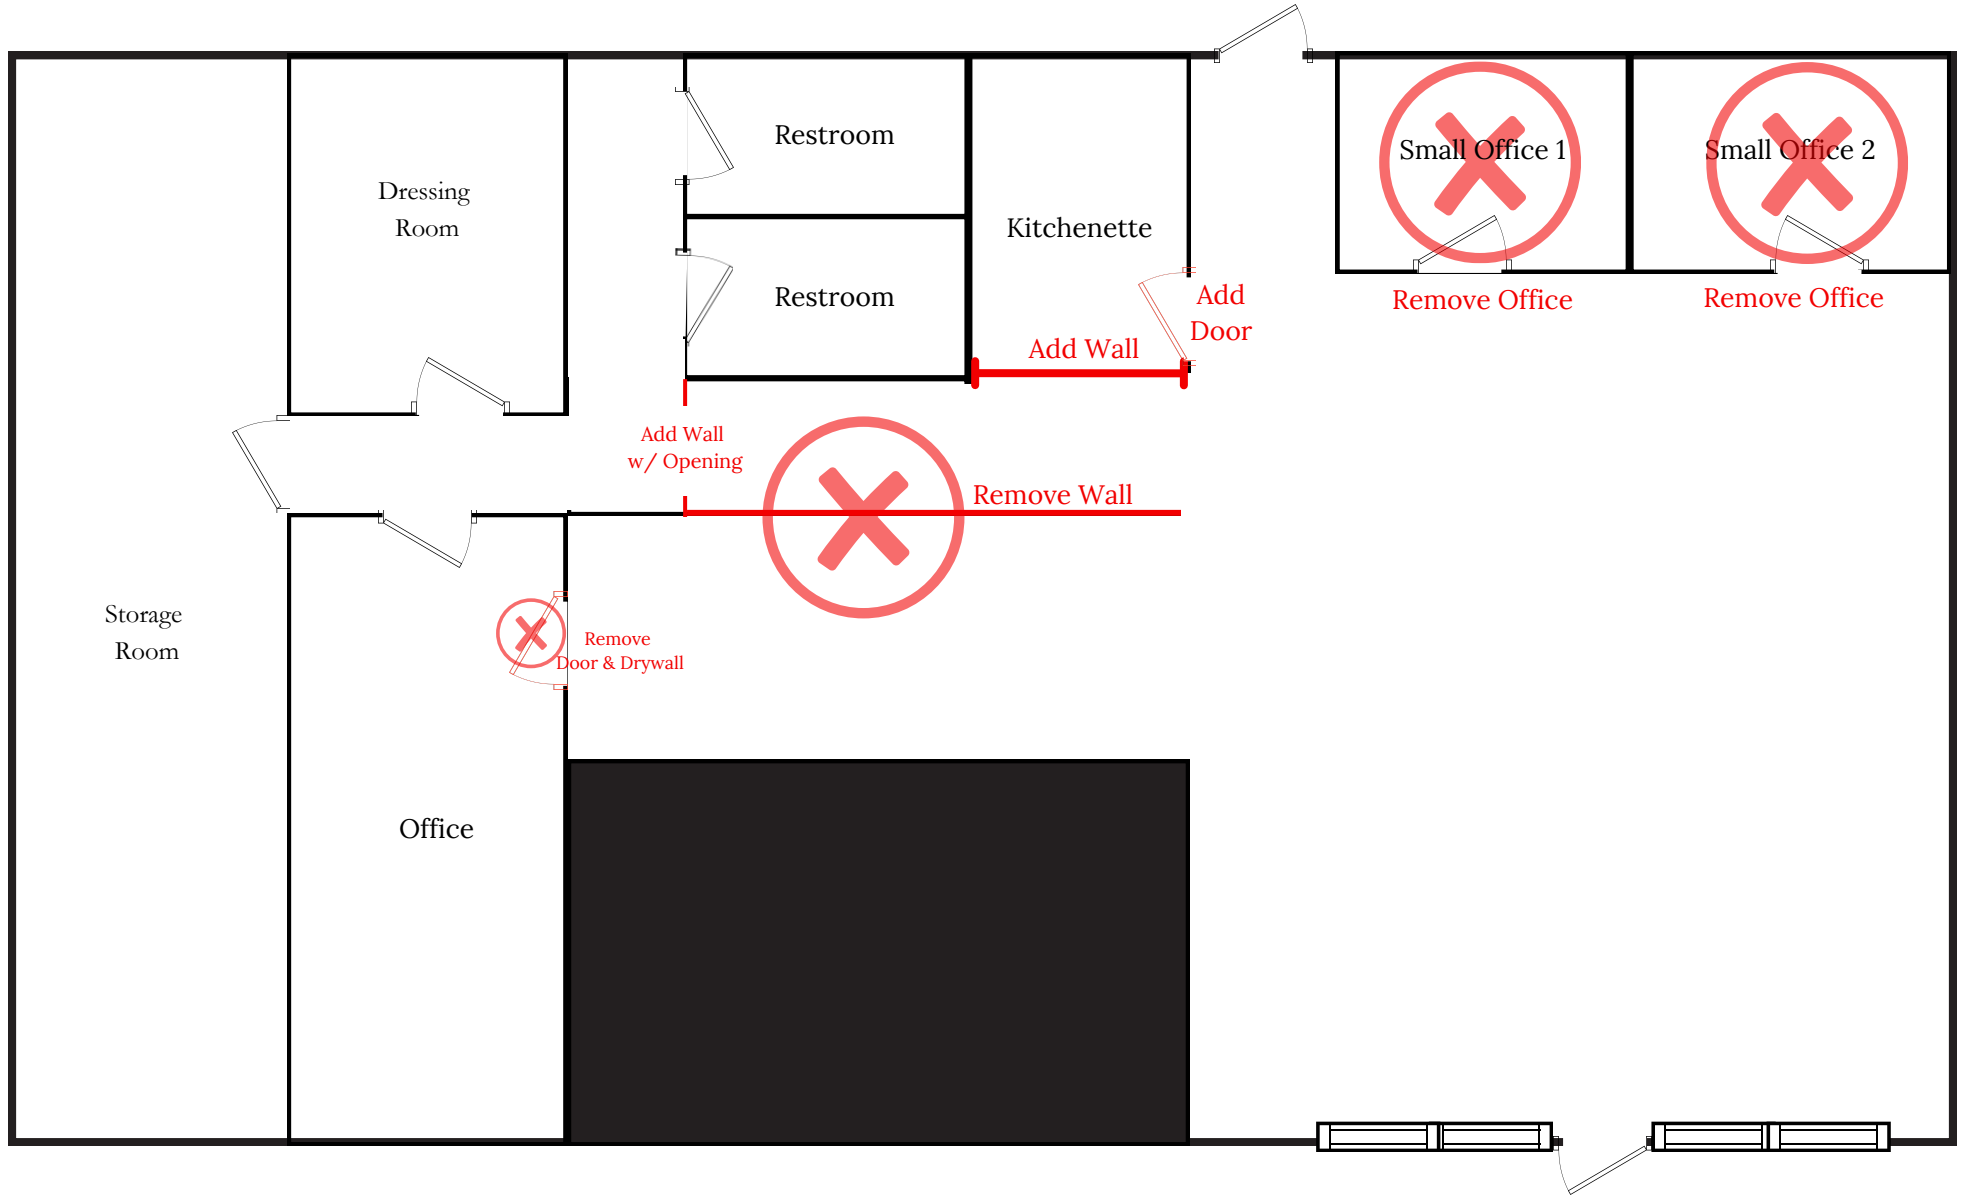 Restroom
Dressing
Room
Small Office 1
Small Office 2
Kitchenette
Restroom
Add
Door
Remove Office
Remove Office
Add Wall
Add Wall
w/ Opening
Remove Wall
Storage
Room
Remove
Door & Drywall
Office